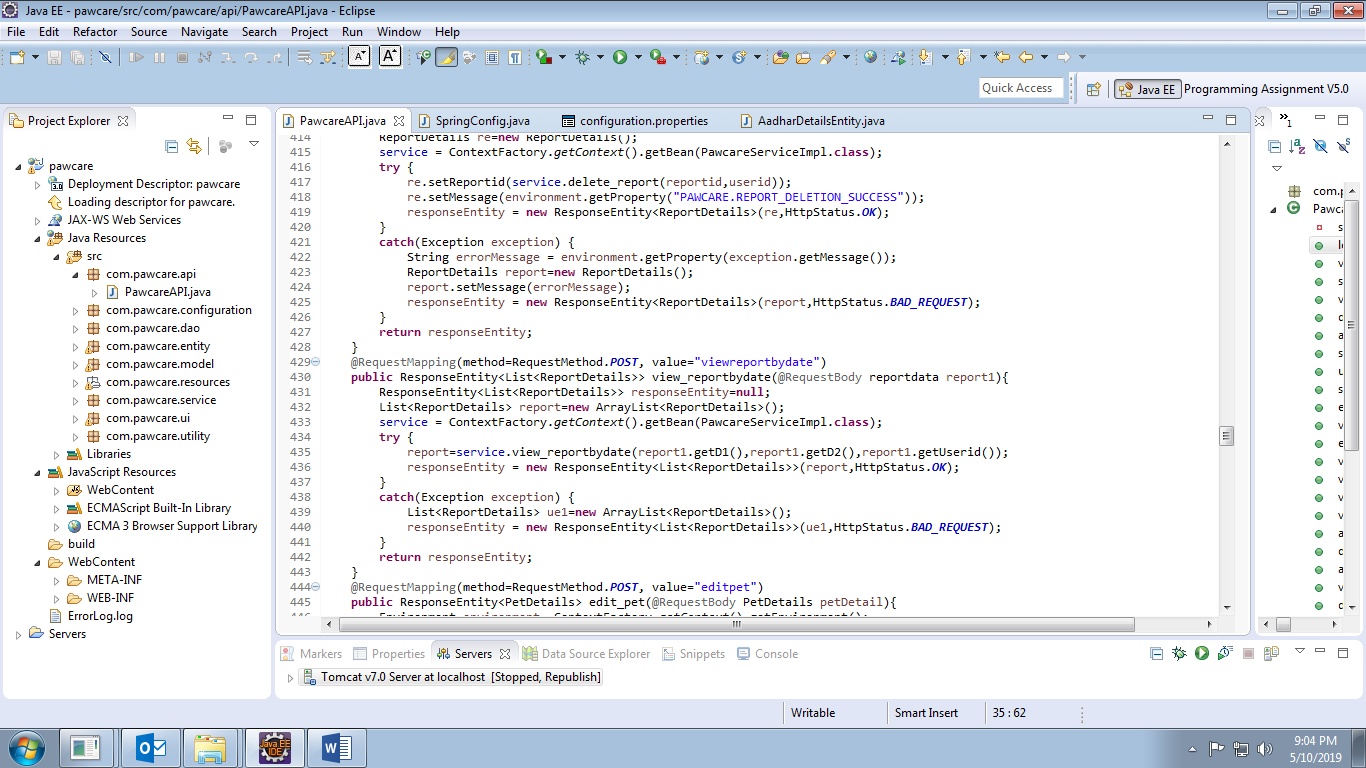 Java EE - pawcare/src/com/pawcare/api/PawcareAPI.java - Eclipse
File Edit Refactor Source Navigate Search Project Run Window Help
Quick Access
Java EE Programming Assignment V5.0
Project Explorer
pawcare
Deployment Descriptor: pawcare
Loading descriptor for pawcare.
JAX-WS Web Services
Java Resources
src
com.pawcare.api
PawcareAPI.java
com.pawcare.configuration
com.pawcare.dao
com.pawcare.entity
com.pawcare.model
com.pawcare.resources
com.pawcare.service
com.pawcare.ui
com.pawcare.utility
Libraries
JavaScript Resources
WebContent
ECMAScript Built-In Library
ECMA 3 Browser Support Library
build
WebContent
META-INF
WEB-INF
ErrorLog.log
Servers
PawcareAPI.java SpringConfig.java configuration.properties AadharDetailsEntity.java
414 ReportDetails re=new ReportDetails();
415 service = ContextFactory.getContext().getBean(PawcareServiceImpl.class);
416 try {
417 re.setReportid(service.delete_report(reportid,userid));
418 re.setMessage(environment.getProperty("PAWCARE.REPORT_DELETION_SUCCESS"));
419 responseEntity = new ResponseEntity<ReportDetails>(re,HttpStatus.OK);
420 }
421 catch(Exception exception) {
422 String errorMessage = environment.getProperty(exception.getMessage());
423 ReportDetails report=new ReportDetails();
424 report.setMessage(errorMessage);
425 responseEntity = new ResponseEntity<ReportDetails>(report,HttpStatus.BAD_REQUEST);
426 }
427 return responseEntity;
428 }
429 @RequestMapping(method=RequestMethod.POST, value="viewreportbydate")
430 public ResponseEntity<List<ReportDetails>> view_reportbydate(@RequestBody reportdata report1){
431 ResponseEntity<List<ReportDetails>> responseEntity=null;
432 List<ReportDetails> report=new ArrayList<ReportDetails>();
433 service = ContextFactory.getContext().getBean(PawcareServiceImpl.class);
434 try {
435 report=service.view_reportbydate(report1.getD1(),report1.getD2(),report1.getUserid());
436 responseEntity = new ResponseEntity<List<ReportDetails>>(report,HttpStatus.OK);
437 }
438 catch(Exception exception) {
439 List<ReportDetails> ue1=new ArrayList<ReportDetails>();
440 responseEntity = new ResponseEntity<List<ReportDetails>>(ue1,HttpStatus.BAD_REQUEST);
441 }
442 return responseEntity;
443 }
444 @RequestMapping(method=RequestMethod.POST, value="editpet")
445 public ResponseEntity<PetDetails> edit_pet(@RequestBody PetDetails petDetail){
com.p
Pawca
Markers Properties Servers Data Source Explorer Snippets Console
Tomcat v7.0 Server at localhost [Stopped, Republish]
Writable Smart Insert 35 : 62
9:04 PM
5/10/2019